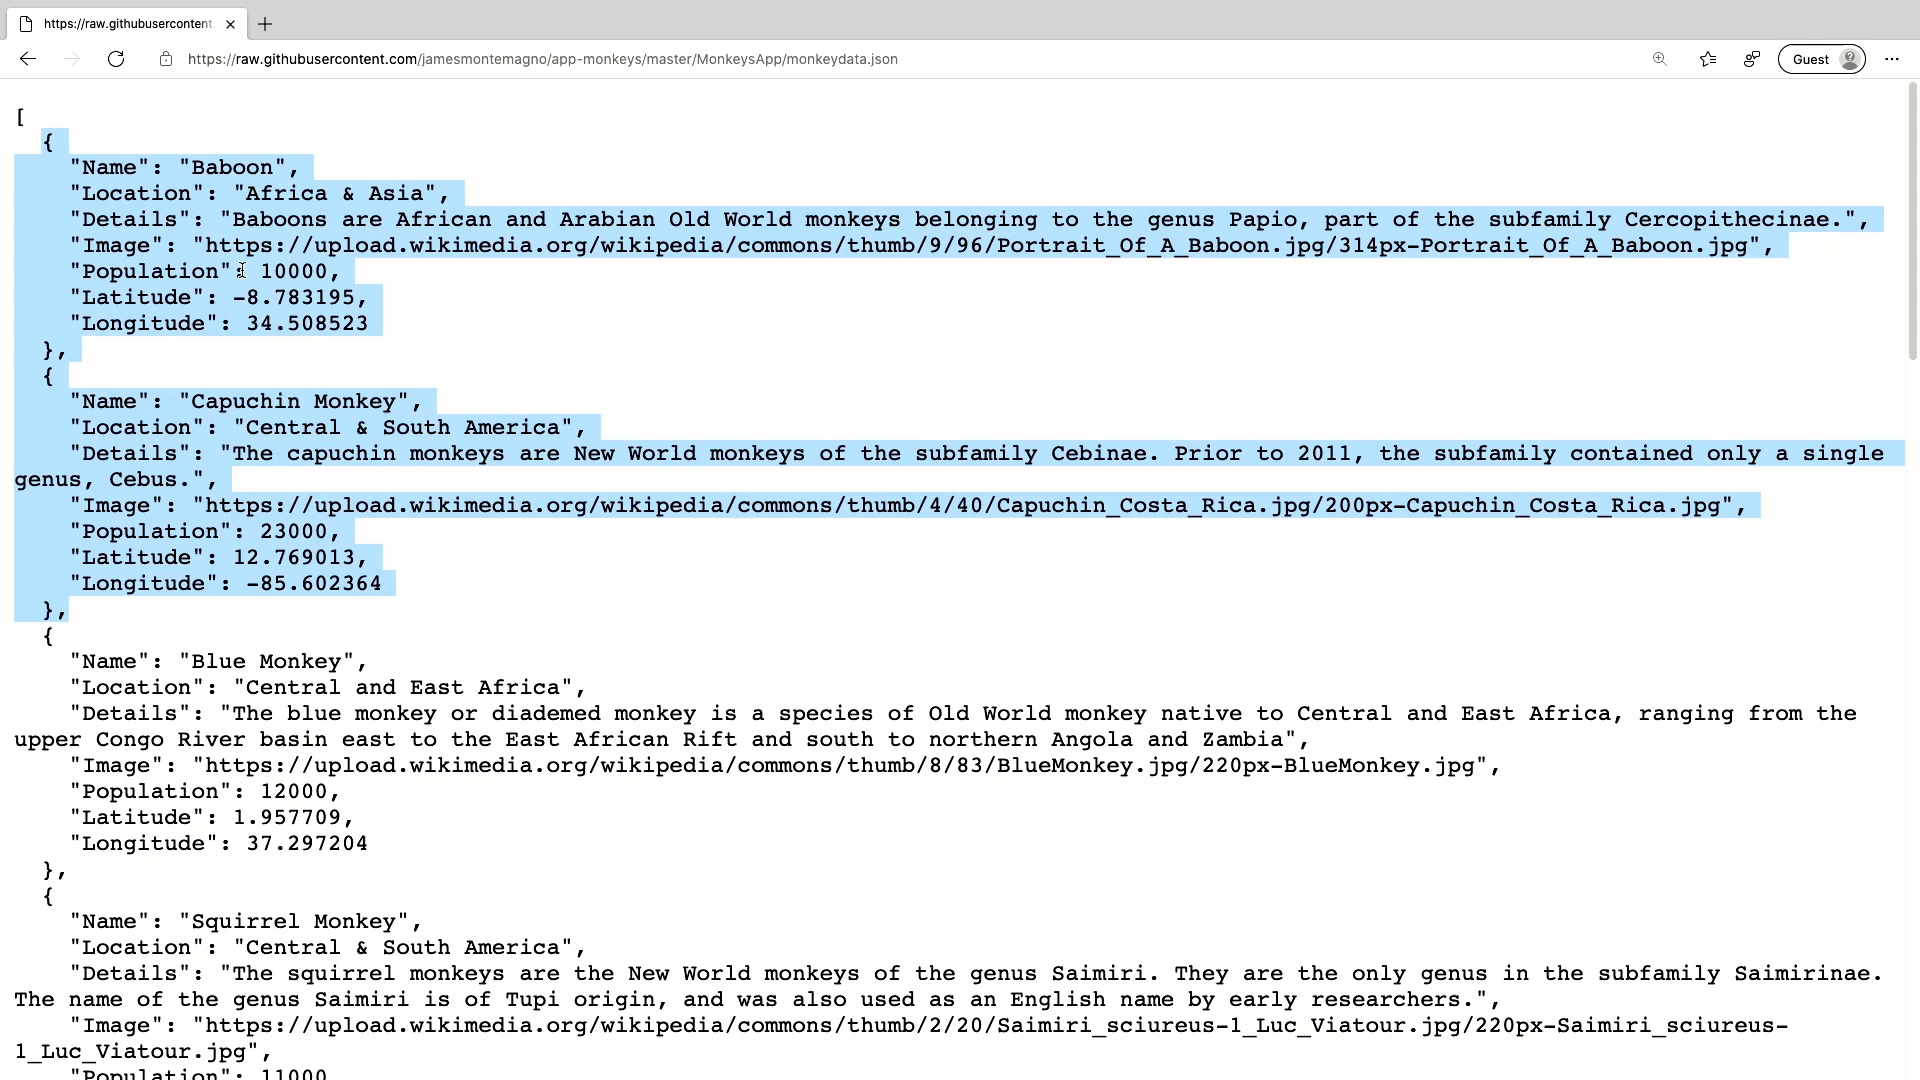 https://raw.githubusercontent
https://raw.githubusercontent.com/jamesmontemagno/app-monkeys/master/MonkeysApp/monkeydata.json
Guest
[
{
"Name": "Baboon",
"Location": "Africa & Asia",
"Details": "Baboons are African and Arabian Old World monkeys belonging to the genus Papio, part of the subfamily Cercopithecinae.",
"Image": "https://upload.wikimedia.org/wikipedia/commons/thumb/9/96/Portrait_Of_A_Baboon.jpg/314px-Portrait_Of_A_Baboon.jpg",
"Population": 10000,
"Latitude": -8.783195,
"Longitude": 34.508523
},
{
"Name": "Capuchin Monkey",
"Location": "Central & South America",
"Details": "The capuchin monkeys are New World monkeys of the subfamily Cebinae. Prior to 2011, the subfamily contained only a single
genus, Cebus.",
"Image": "https://upload.wikimedia.org/wikipedia/commons/thumb/4/40/Capuchin_Costa_Rica.jpg/200px-Capuchin_Costa_Rica.jpg",
"Population": 23000,
"Latitude": 12.769013,
"Longitude": -85.602364
},
{
"Name": "Blue Monkey",
"Location": "Central and East Africa",
"Details": "The blue monkey or diademed monkey is a species of Old World monkey native to Central and East Africa, ranging from the
upper Congo River basin east to the East African Rift and south to northern Angola and Zambia",
"Image": "https://upload.wikimedia.org/wikipedia/commons/thumb/8/83/BlueMonkey.jpg/220px-BlueMonkey.jpg",
"Population": 12000,
"Latitude": 1.957709,
"Longitude": 37.297204
},
{
"Name": "Squirrel Monkey",
"Location": "Central & South America",
"Details": "The squirrel monkeys are the New World monkeys of the genus Saimiri. They are the only genus in the subfamily Saimirinae.
The name of the genus Saimiri is of Tupi origin, and was also used as an English name by early researchers.",
"Image": "https://upload.wikimedia.org/wikipedia/commons/thumb/2/20/Saimiri_sciureus-1_Luc_Viatour.jpg/220px-Saimiri_sciureus-
1_Luc_Viatour.jpg",
"Population": 11000